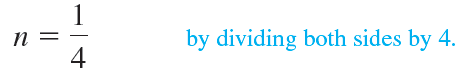 n = 1/4 by dividing both sides by 4.